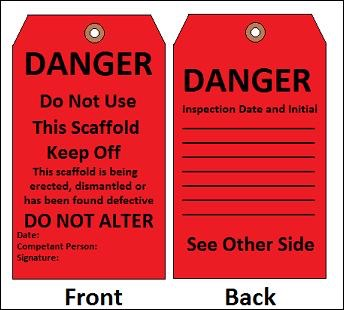 DANGER
Do Not Use
This Scaffold
Keep Off
This scaffold is being
erected, dismantled or
has been found defective
DO NOT ALTER
Date:
Competant Person:
Signature:
Front
DANGER
Inspection Date and Initial
See Other Side
Back